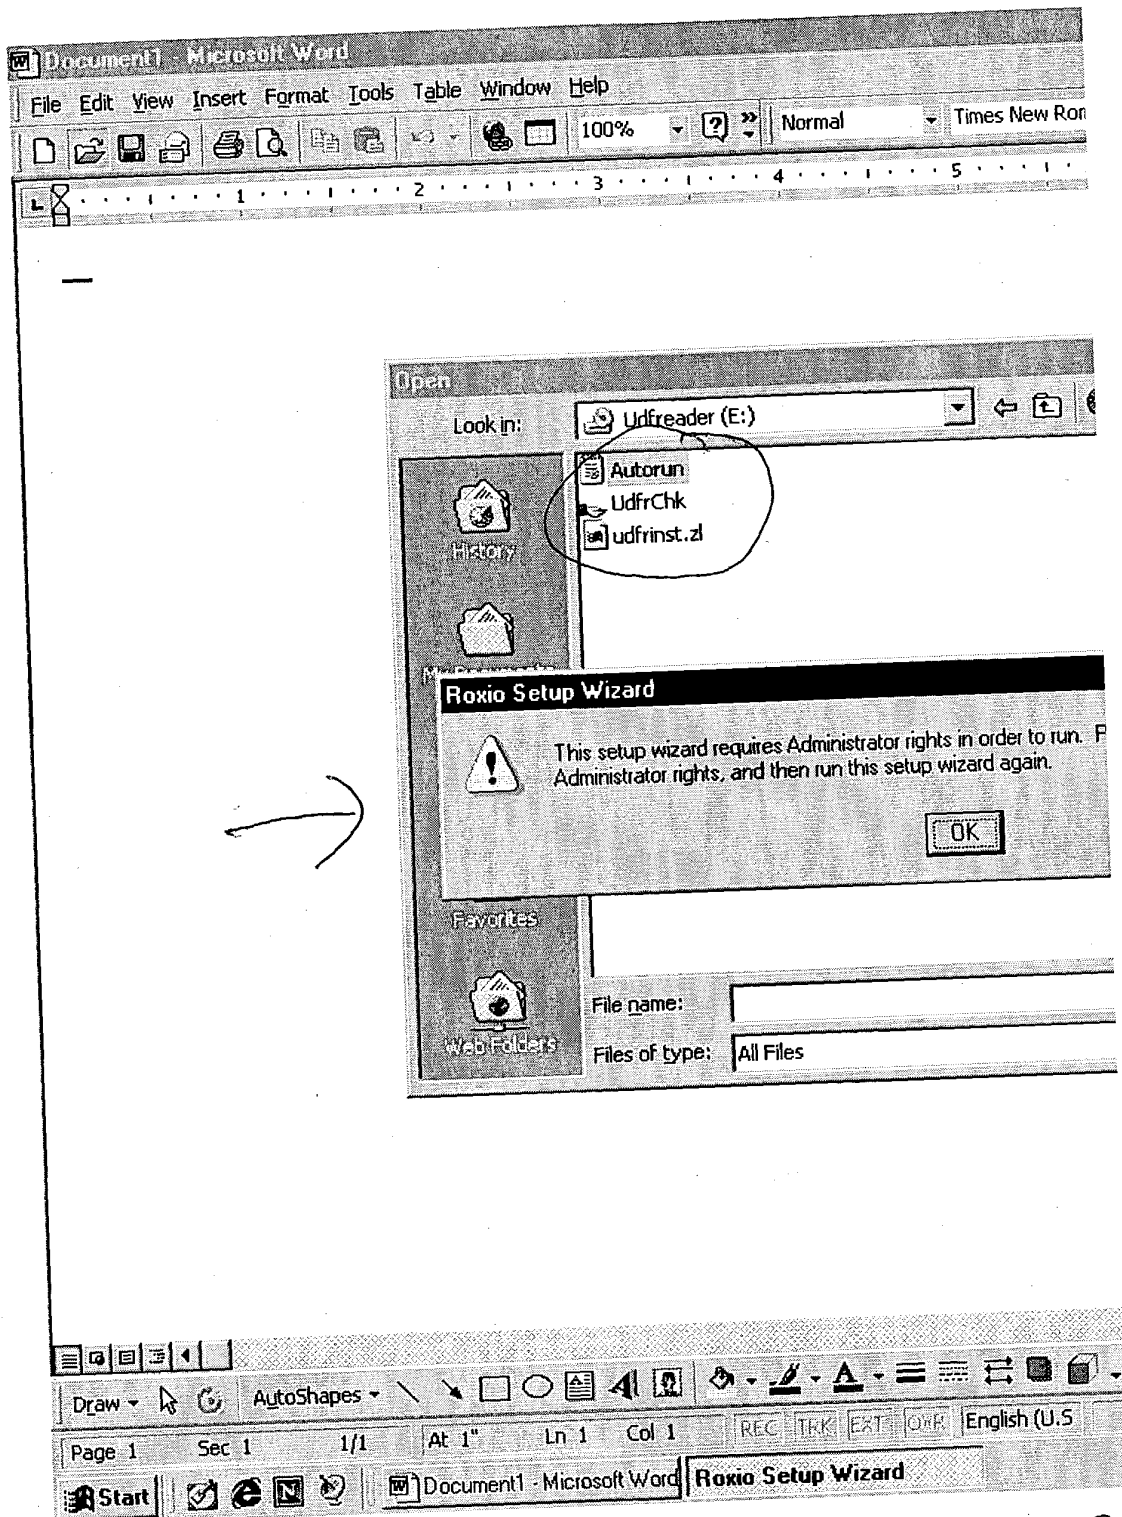 Document1 - Microsoft Word
File Edit View Insert Format Tools Table Window Help
100% Normal Times New Ror
1 2 3 4 5
Open
Look in: Udfreader (E:)
Autorun
UdfrChk
udfrinst.zl
History
My Documents
Roxio Setup Wizard
This setup wizard requires Administrator rights in order to run. P
Administrator rights, and then run this setup wizard again.
OK
Favorites
File name:
Web Folders
Files of type: All Files
Draw AutoShapes
Page 1 Sec 1 1/1 At 1" Ln 1 Col 1 REC TRK EXT OVR English (U.S
Start Document1 - Microsoft Word Roxio Setup Wizard